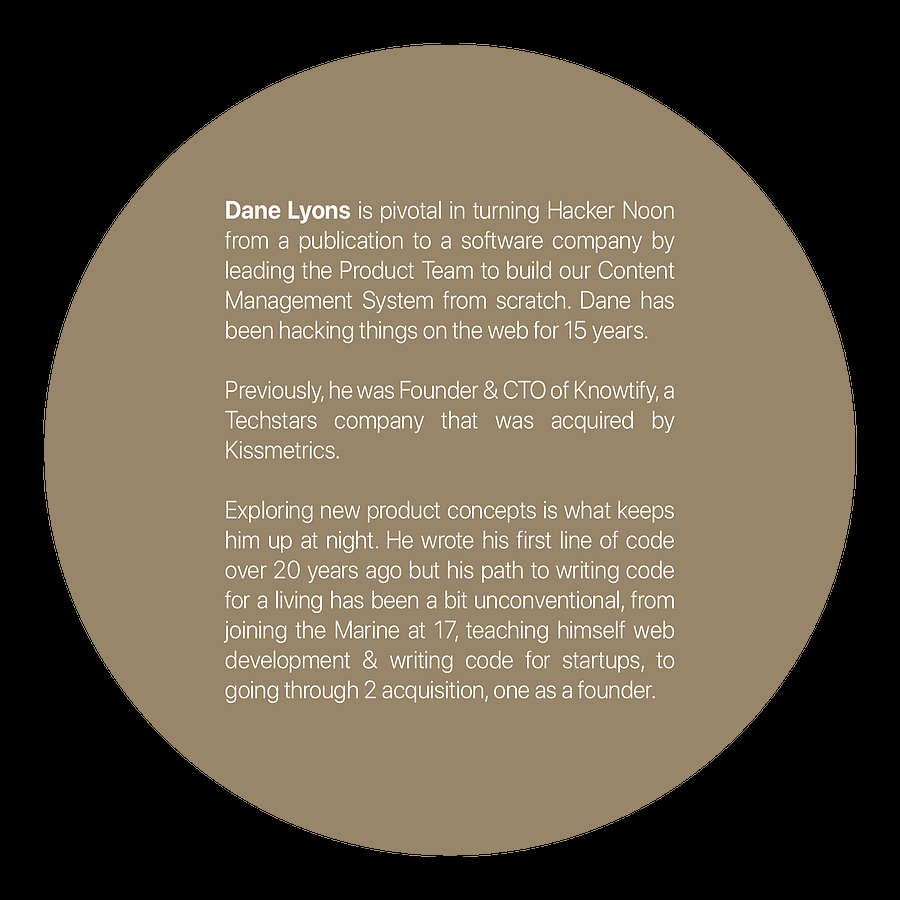 Dane Lyons is pivotal in turning Hacker Noon
from a publication to a software company by
leading the Product Team to build our Content
Management System from scratch. Dane has
been hacking things on the web for 15 years.
Previously, he was Founder & CTO of Knowtify, a
Techstars company that was acquired by
Kissmetrics.
Exploring new product concepts is what keeps
him up at night. He wrote his first line of code
over 20 years ago but his path to writing code
for a living has been a bit unconventional, from
joining the Marine at 17, teaching himself web
development & writing code for startups, to
going through 2 acquisition, one as a founder.